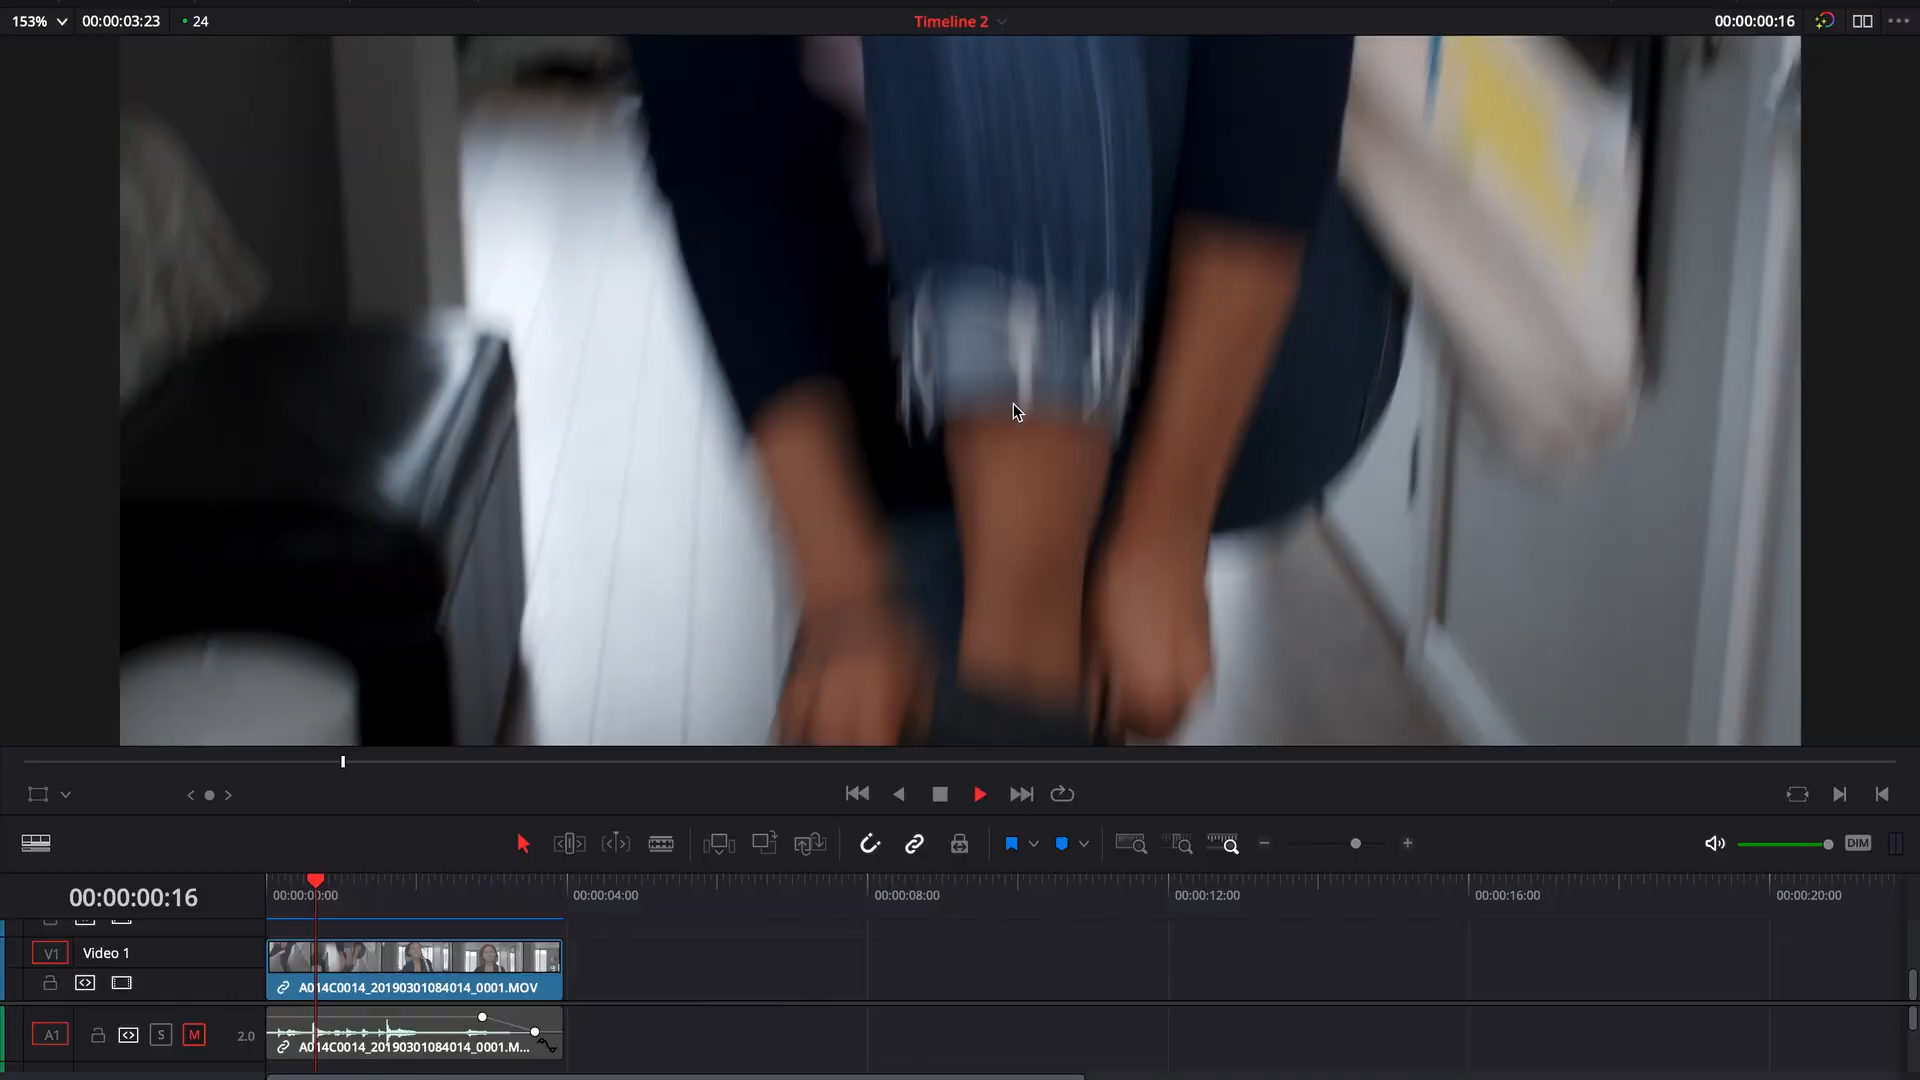 153% 00:00:03:23 24 Timeline 2 00:00:00:16
DIM
00:00:00:16 00:00:00:00 00:00:04:00 00:00:08:00 00:00:12:00 00:00:16:00 00:00:20:00
V1 Video 1
A014C0014_20190301084014_0001.MOV
A1 S M 2.0
A014C0014_20190301084014_0001.M...